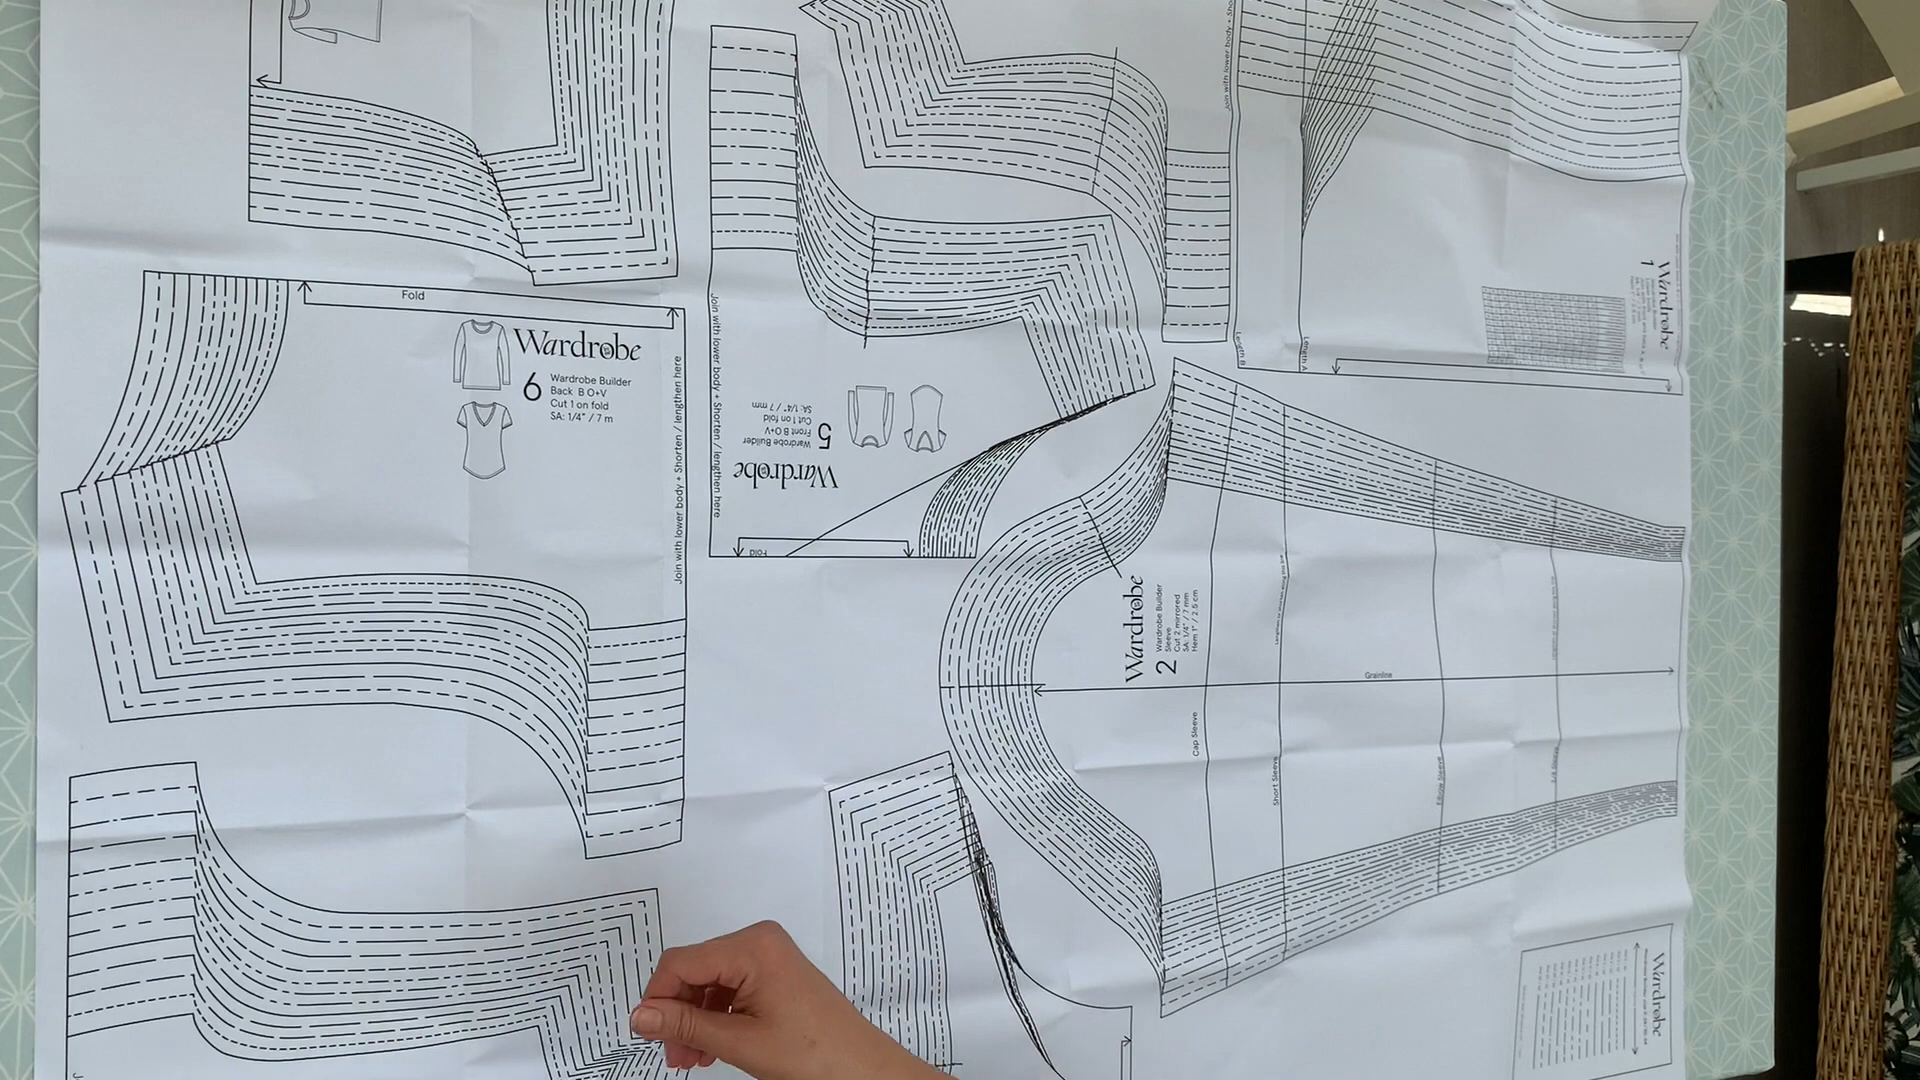 Fold
Wardrobe
6
Wardrobe Builder
Back B O+V
Cut 1 on fold
SA: 1/4" / 7 m
Join with lower body + Shorten / lengthen here
Join with lower body + Shorten / lengthen here
Wardrobe
5
Wardrobe Builder
Front B O+V
Cut 1 on fold
SA: 1/4" / 7 mm
Fold
Join with lower body + Sho
Length B
Length A
Wardrobe
1
Wardrobe
2
Wardrobe Builder
Sleeve
Cut 2 mirrored
SA: 1/4" / 7 mm
Hem 1" / 2.5 cm
Grainline
Cap Sleeve
Short Sleeve
Elbow Sleeve
3/4 Sleeve
Wardrobe